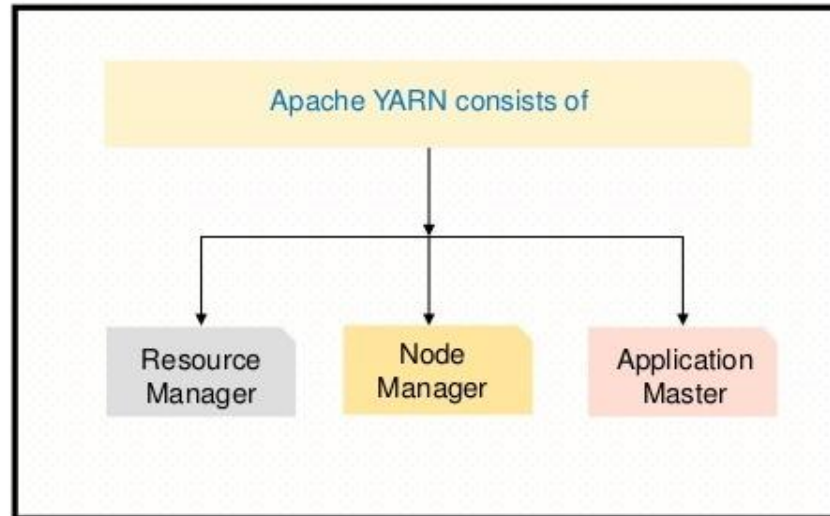 Apache YARN consists of
Resource
Manager
Node
Manager
Application
Master